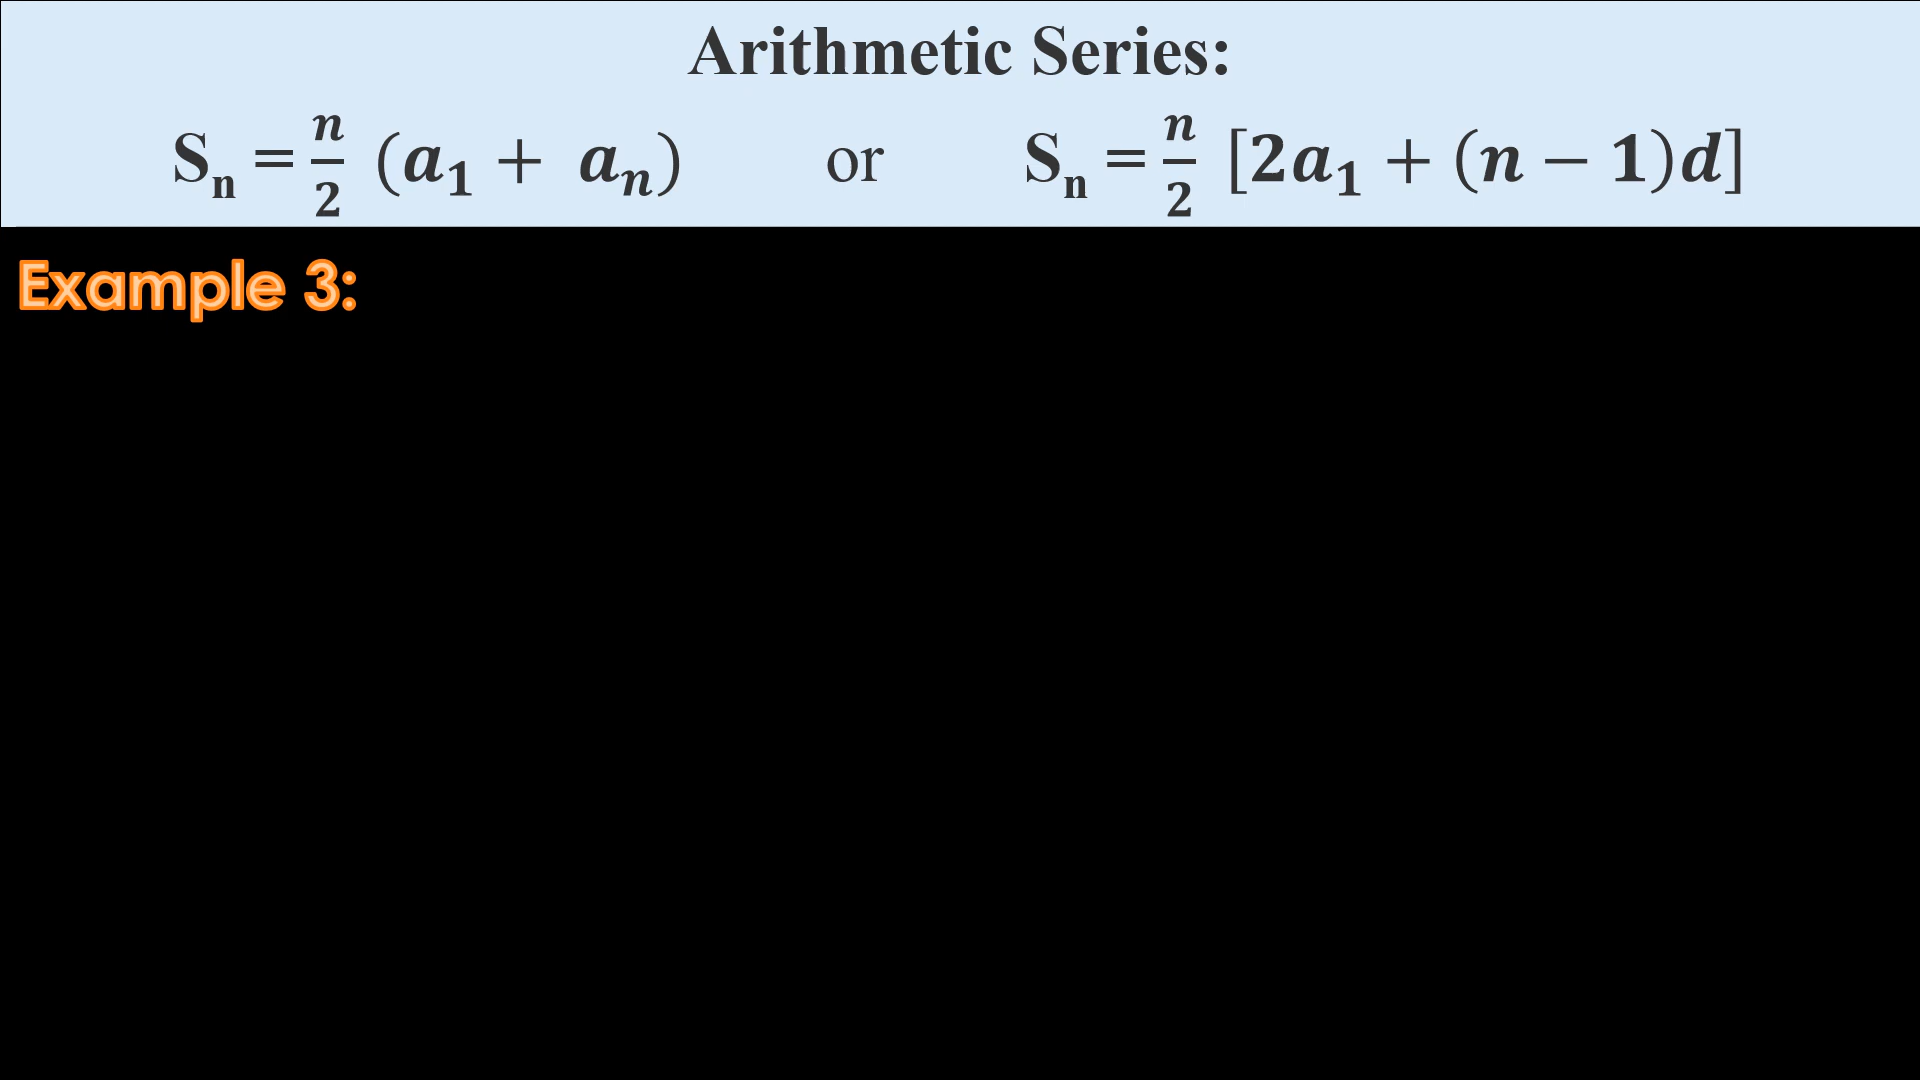 Arithmetic Series:
Sₙ = n/2 (a₁ + aₙ) or Sₙ = n/2 [2a₁ + (n − 1)d]
Example 3: